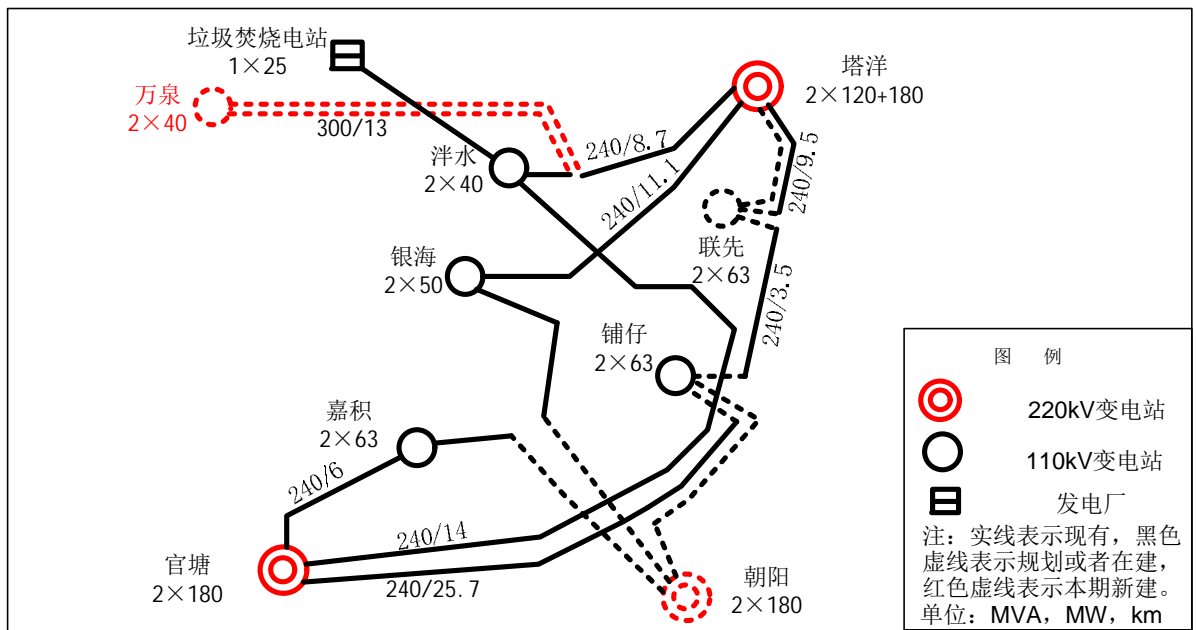 垃圾焚烧电站
1×25
万泉
2×40
300/13
泮水
2×40
240/8.7
塔洋
2×120+180
240/11.1
240/9.5
联先
2×63
银海
2×50
240/3.5
铺仔
2×63
嘉积
2×63
240/6
240/14
官塘
2×180
240/25.7
朝阳
2×180
图 例
220kV变电站
110kV变电站
发电厂
注：实线表示现有，黑色
虚线表示规划或者在建，
红色虚线表示本期新建。
单位：MVA，MW，km